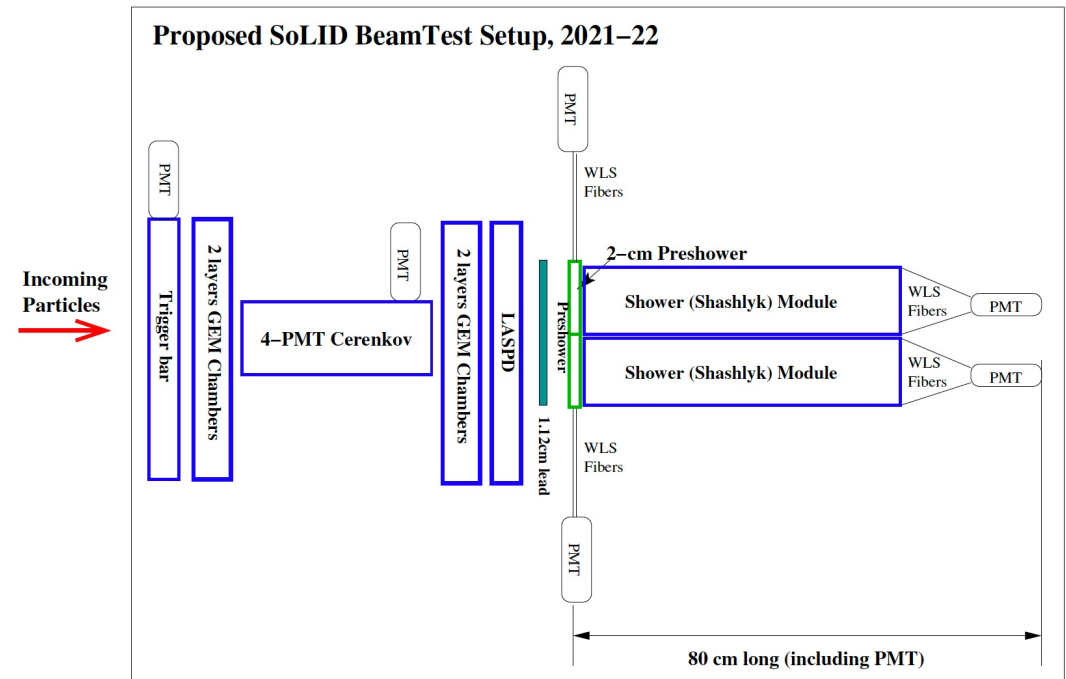 Proposed SoLID BeamTest Setup, 2021−22
PMT
PMT
WLS
Fibers
PMT
2−cm Preshower
Incoming
Particles
Trigger bar
2 layers GEM Chambers
4−PMT Cerenkov
2 layers GEM Chambers
LASPD
Preshower
Shower (Shashlyk) Module
WLS
Fibers
PMT
Shower (Shashlyk) Module
WLS
Fibers
PMT
1.12cm lead
WLS
Fibers
PMT
80 cm long (including PMT)